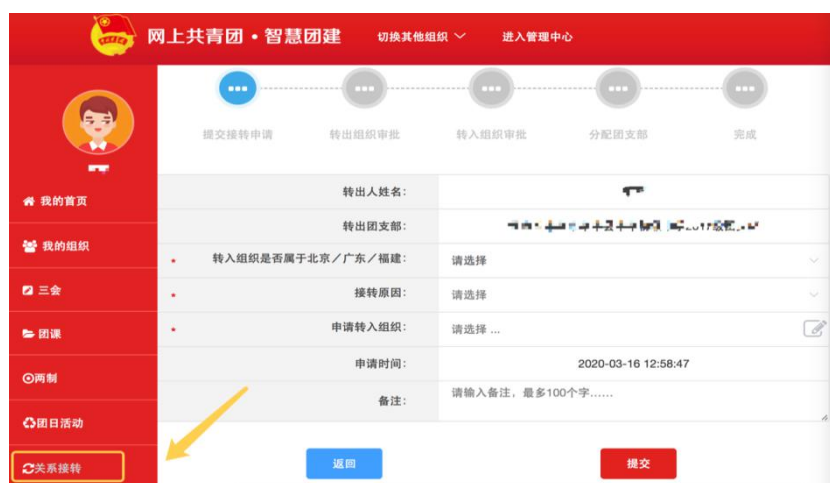 网上共青团·智慧团建 切换其他组织 进入管理中心
提交接转申请 转出组织审批 转入组织审批 分配团支部 完成
我的首页
我的组织
三会
团课
两制
团日活动
关系接转
转出人姓名：
转出团支部：
* 转入组织是否属于北京／广东／福建： 请选择
* 接转原因： 请选择
* 申请转入组织： 请选择 ...
申请时间： 2020-03-16 12:58:47
备注： 请输入备注，最多100个字……
返回 提交